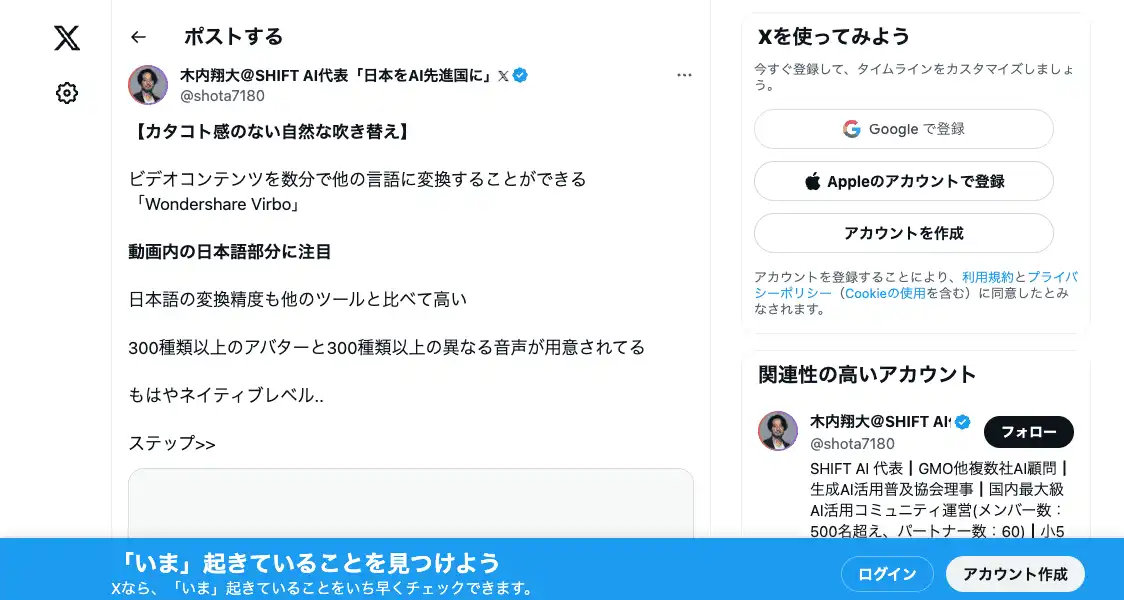 ポストする
木内翔大@SHIFT AI代表「日本をAI先進国に」𝕏
@shota7180
【カタコト感のない自然な吹き替え】
ビデオコンテンツを数分で他の言語に変換することができる
「Wondershare Virbo」
動画内の日本語部分に注目
日本語の変換精度も他のツールと比べて高い
300種類以上のアバターと300種類以上の異なる音声が用意されてる
もはやネイティブレベル..
ステップ>>
Xを使ってみよう
今すぐ登録して、タイムラインをカスタマイズしましょ
う。
Google で登録
Appleのアカウントで登録
アカウントを作成
アカウントを登録することにより、利用規約とプライバ
シーポリシー（Cookieの使用を含む）に同意したとみ
なされます。
関連性の高いアカウント
木内翔大@SHIFT AI
フォロー
@shota7180
SHIFT AI 代表┃GMO他複数社AI顧問┃
生成AI活用普及協会理事┃国内最大級
AI活用コミュニティ運営(メンバー数：
500名超え、パートナー数：60)┃小5
「いま」起きていることを見つけよう
Xなら、「いま」起きていることをいち早くチェックできます。
ログイン
アカウント作成